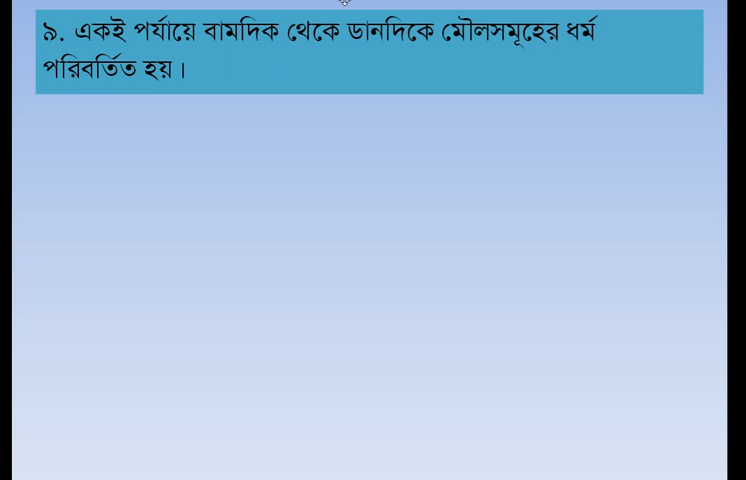 ৯. একই পর্যায়ে বামদিক থেকে ডানদিকে মৌলসমূহের ধর্ম
পরিবর্তিত হয়।